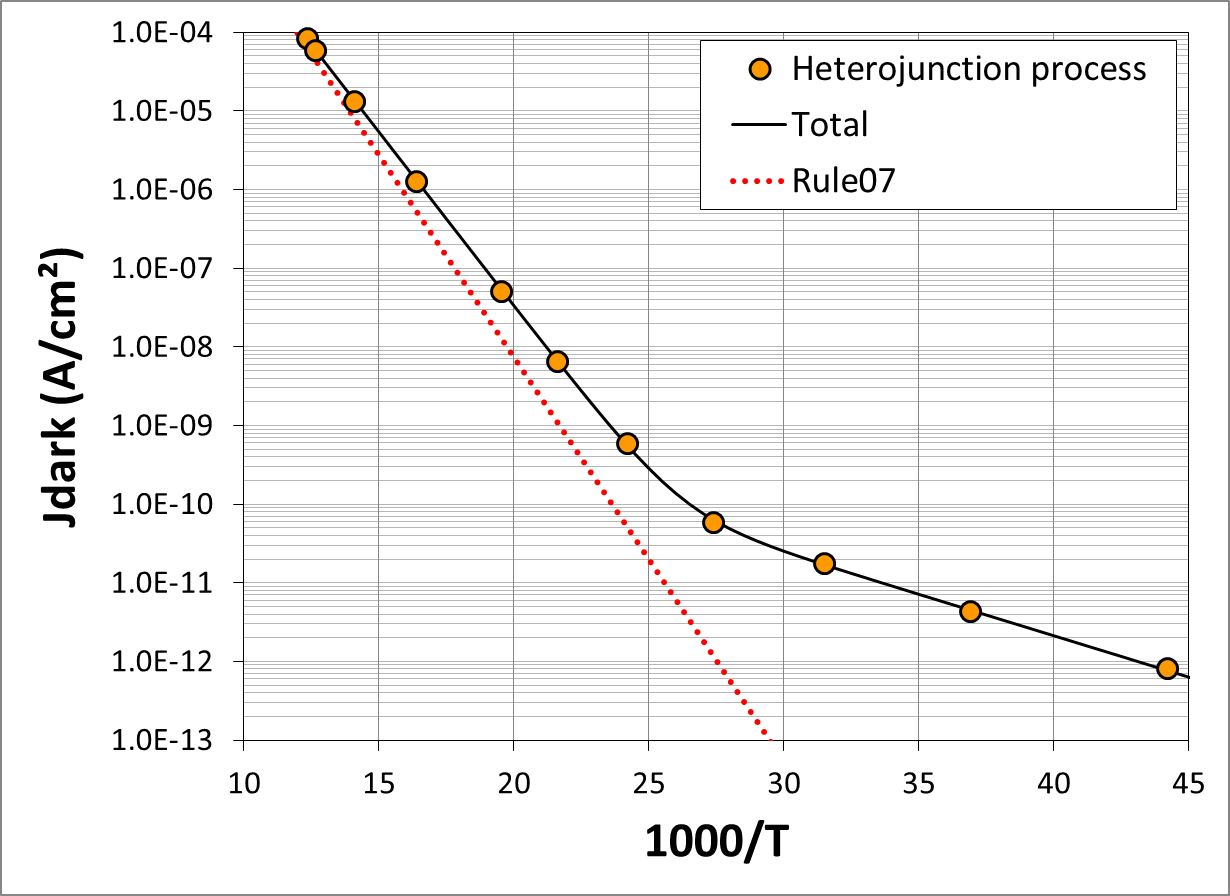 Heterojunction process
Total
Rule07
Jdark (A/cm²)
1.0E-04
1.0E-05
1.0E-06
1.0E-07
1.0E-08
1.0E-09
1.0E-10
1.0E-11
1.0E-12
1.0E-13
10 15 20 25 30 35 40 45
1000/T